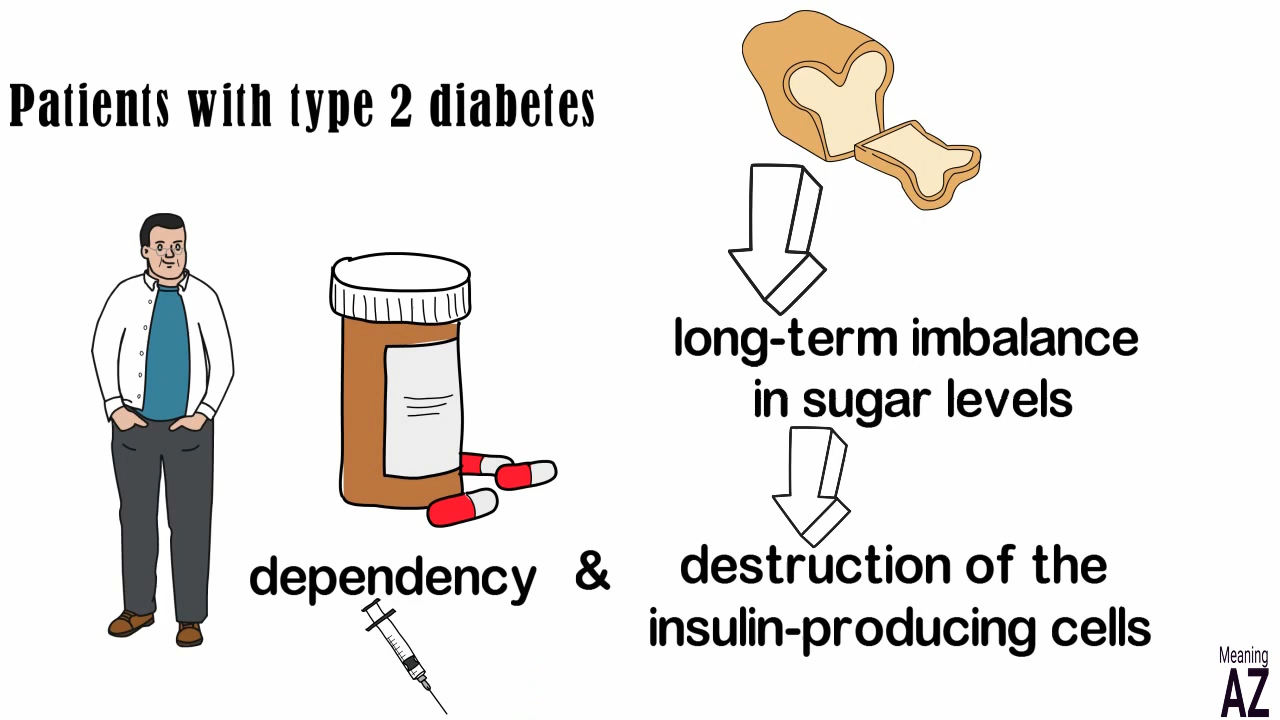 Patients with type 2 diabetes
long-term imbalance
in sugar levels
dependency & destruction of the
insulin-producing cells
Meaning
AZ